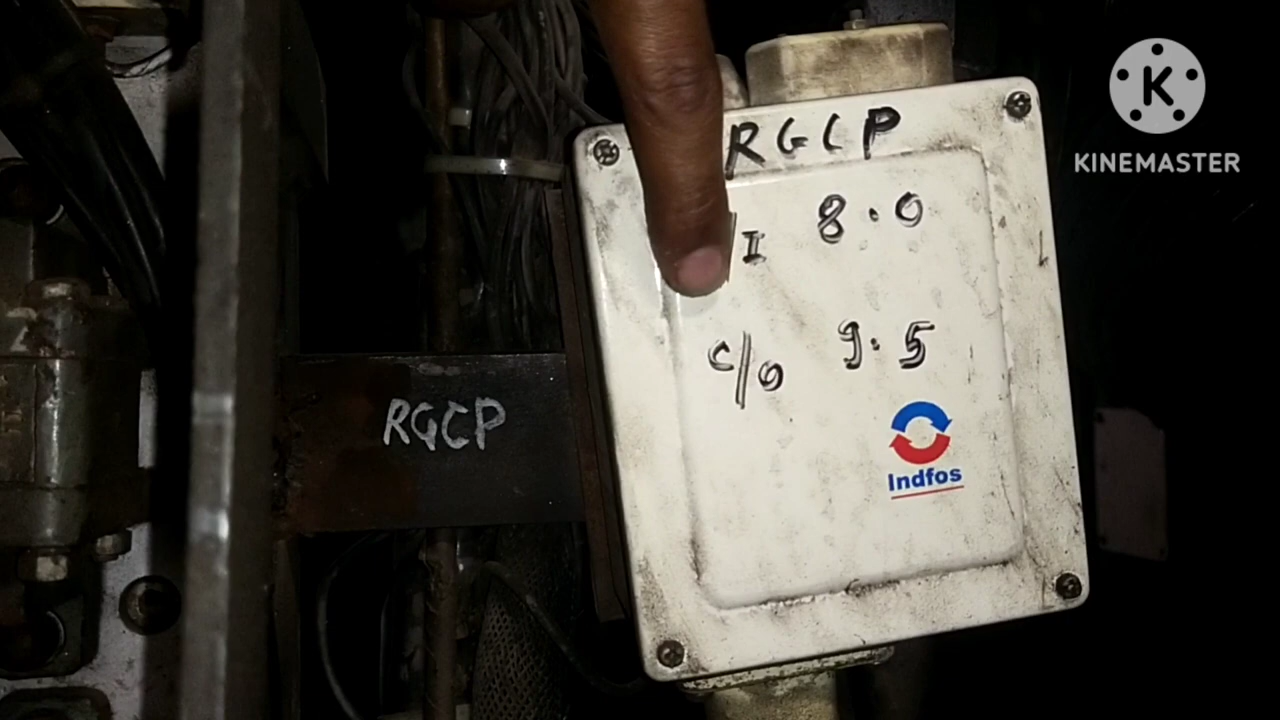 KINEMASTER
RGCP
I 8.0
C/O 9.5
RGCP
Indfos